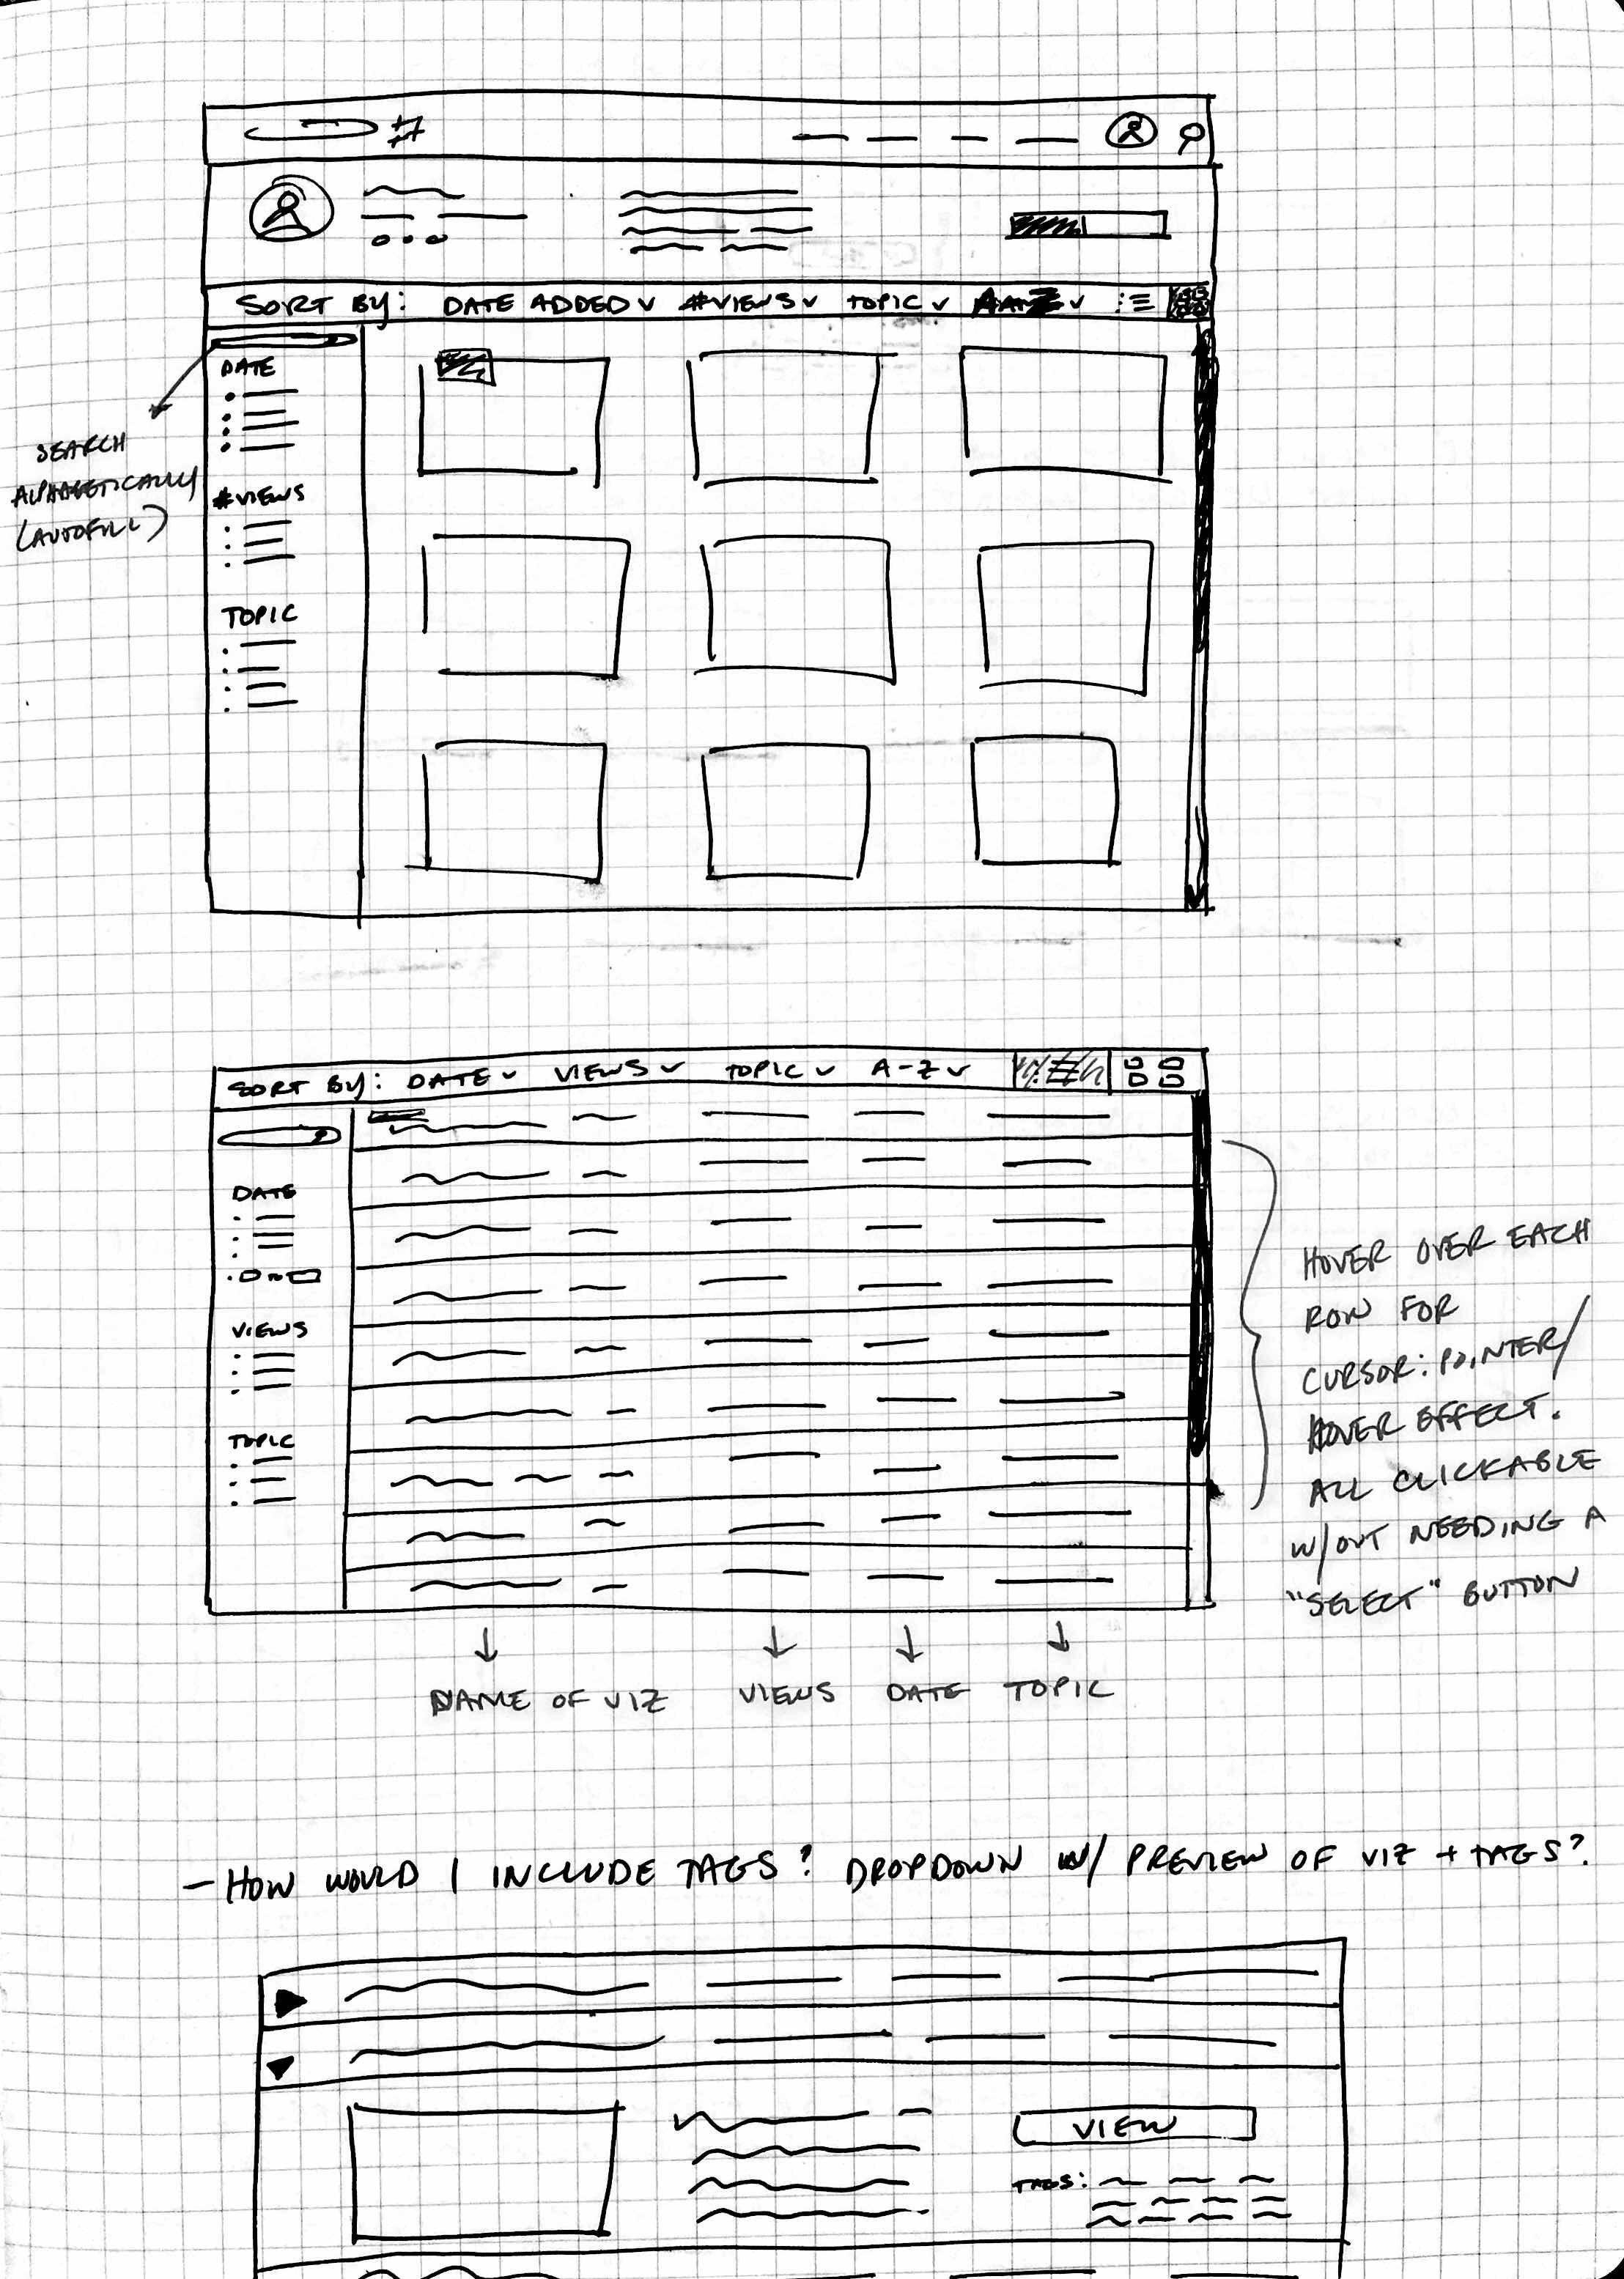 SORT BY: DATE ADDED #VIEWS TOPIC
DATE
SEARCH
ALPHABETICALLY
(AUTOFILL)
#VIEWS
TOPIC
SORT BY: DATE VIEWS TOPIC A-Z
DATE
VIEWS
TOPIC
HOVER OVER EACH
ROW FOR
CURSOR: POINTER/
HOVER EFFECT.
ALL CLICKABLE
W/OUT NEEDING A
"SELECT" BUTTON
NAME OF VIZ VIEWS DATE TOPIC
- HOW WOULD I INCLUDE TAGS? DROPDOWN W/ PREVIEW OF VIZ + TAGS?
VIEW
TAGS: